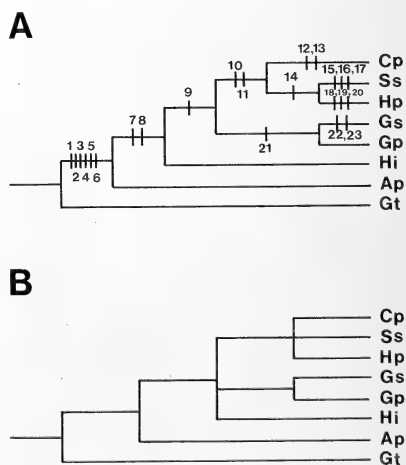 A
10
12,13
Cp
15,16,17
Ss
9
11
14
18,19,20
Hp
7 8
Gs
1 3 5
22,23
2 4 6
21
Gp
Hi
Ap
Gt
B
Cp
Ss
Hp
Gs
Gp
Hi
Ap
Gt